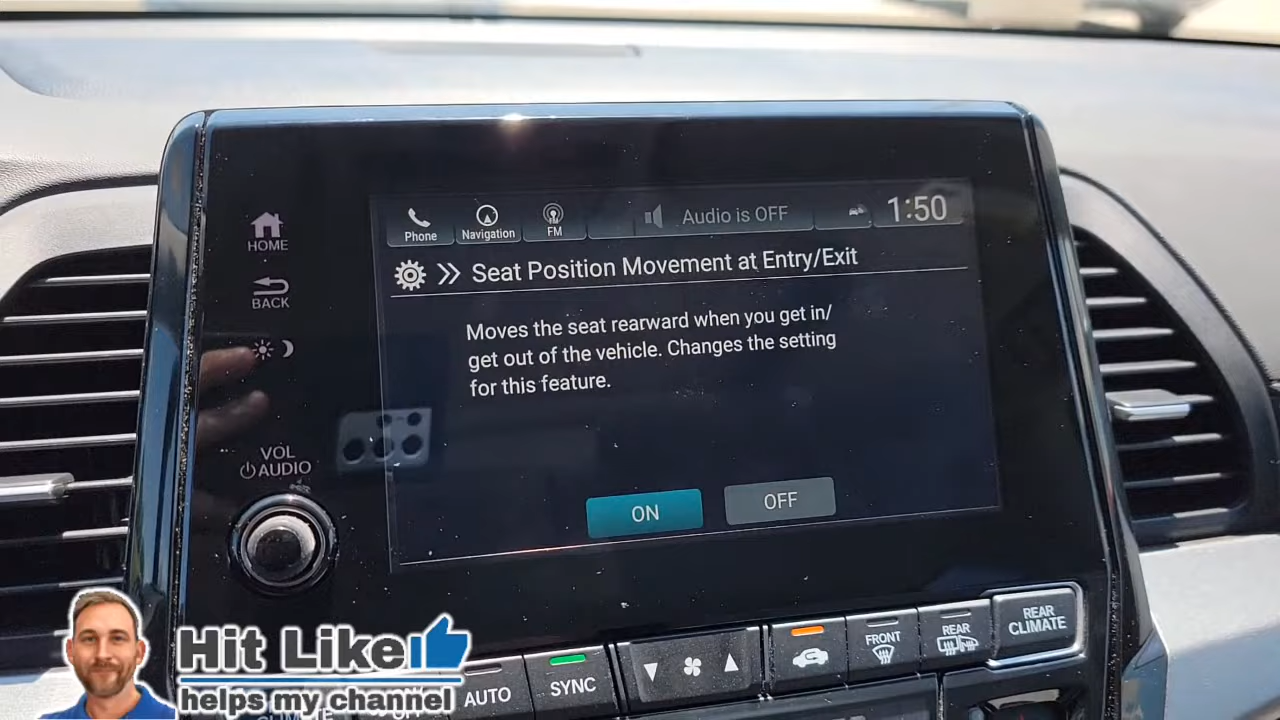 HOME
BACK
VOL
AUDIO
Phone
Navigation
FM
Audio is OFF
1:50
Seat Position Movement at Entry/Exit
Moves the seat rearward when you get in/
get out of the vehicle. Changes the setting
for this feature.
ON
OFF
AUTO
SYNC
FRONT
REAR
REAR
CLIMATE
Hit Like
helps my channel